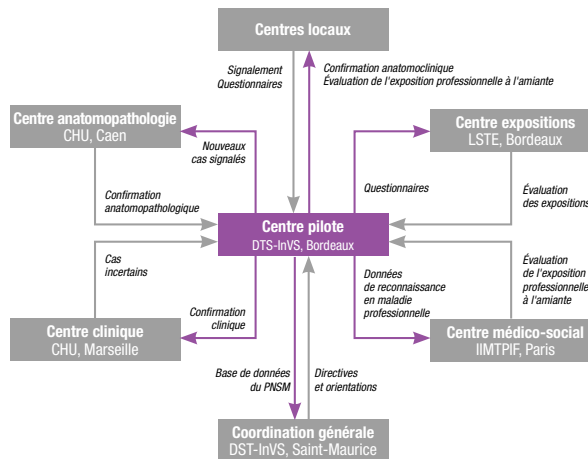 Centres locaux
Signalement
Questionnaires
Confirmation anatomoclinique
Évaluation de l'exposition professionnelle à l'amiante
Centre anatomopathologie
CHU, Caen
Nouveaux
cas signalés
Centre expositions
LSTE, Bordeaux
Questionnaires
Confirmation
anatomopathologique
Évaluation
des expositions
Centre pilote
DTS-InVS, Bordeaux
Cas
incertains
Confirmation
clinique
Données
de reconnaissance
en maladie
professionnelle
Évaluation
de l'exposition
professionnelle
à l'amiante
Centre clinique
CHU, Marseille
Centre médico-social
IIMTPIF, Paris
Base de données
du PNSM
Directives
et orientations
Coordination générale
DST-InVS, Saint-Maurice